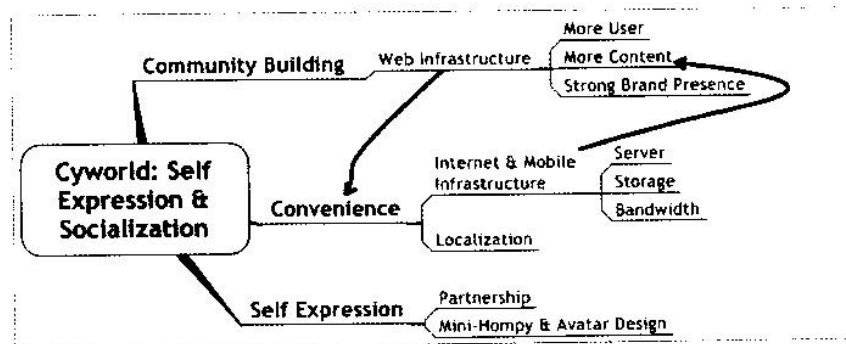 Cyworld: Self
Expression &
Socialization
Community Building
Web Infrastructure
More User
More Content
Strong Brand Presence
Convenience
Internet & Mobile
Infrastructure
Server
Storage
Bandwidth
Localization
Self Expression
Partnership
Mini-Hompy & Avatar Design